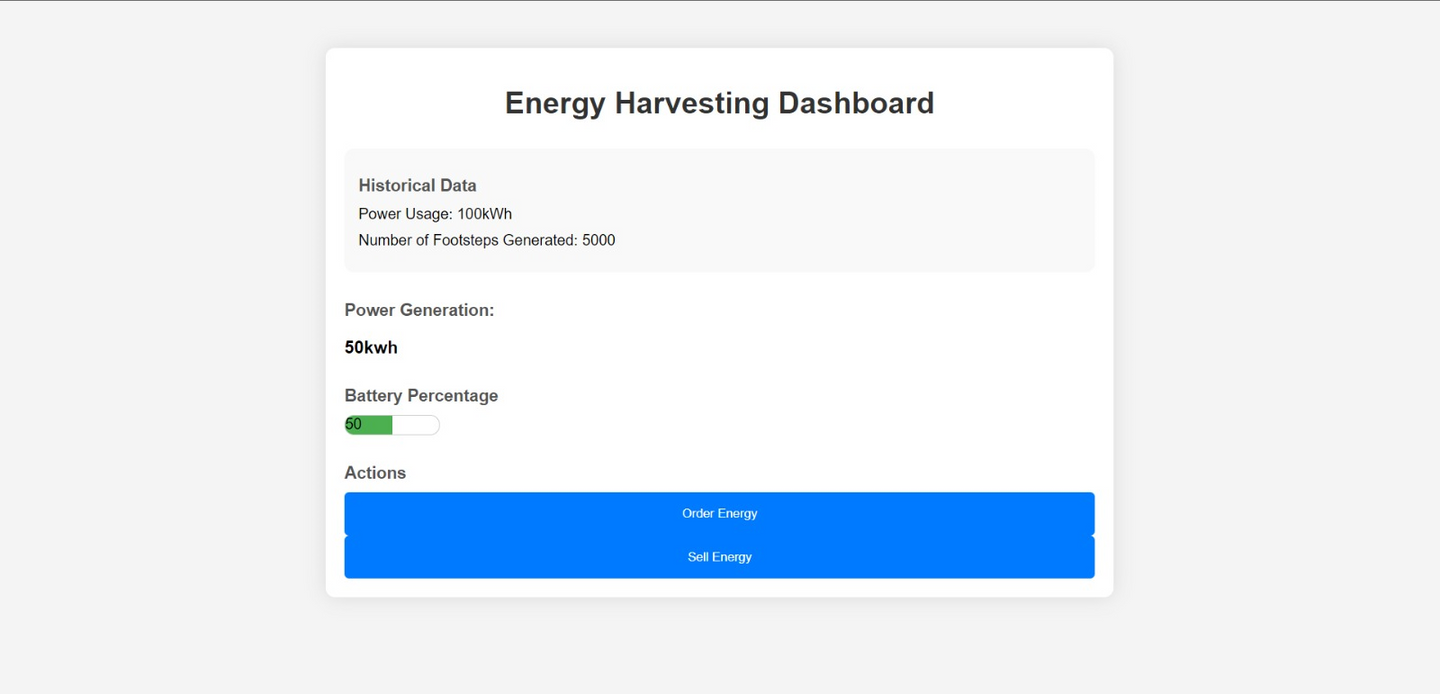 Energy Harvesting Dashboard
Historical Data
Power Usage: 100kWh
Number of Footsteps Generated: 5000
Power Generation:
50kwh
Battery Percentage
50
Actions
Order Energy
Sell Energy